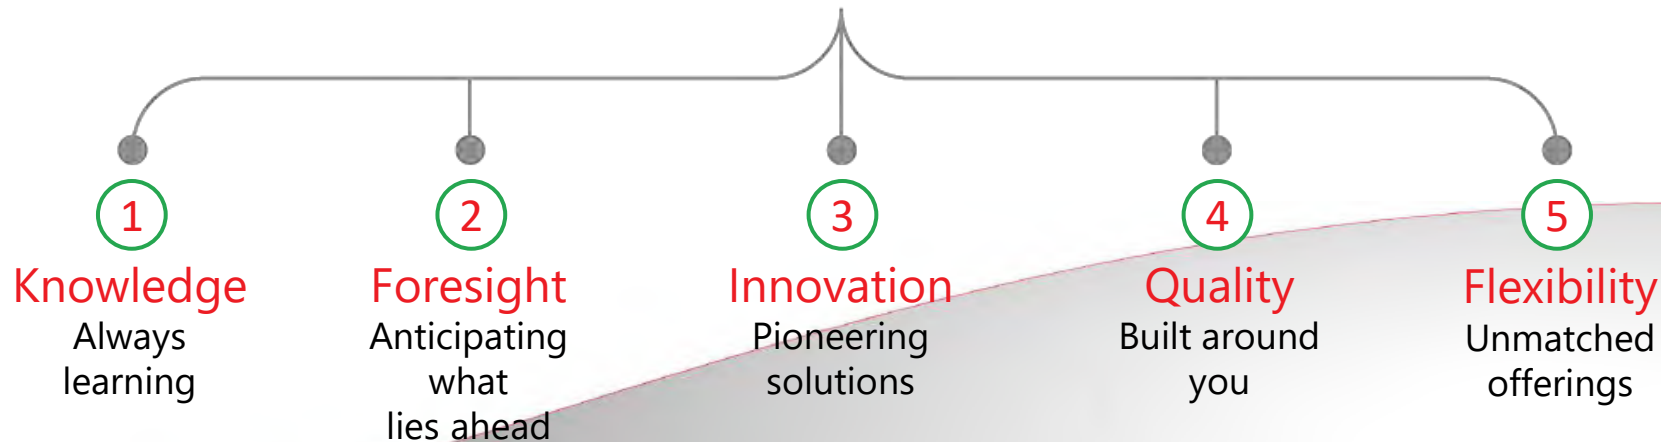 1
Knowledge
Always
learning
2
Foresight
Anticipating
what
lies ahead
3
Innovation
Pioneering
solutions
4
Quality
Built around
you
5
Flexibility
Unmatched
offerings